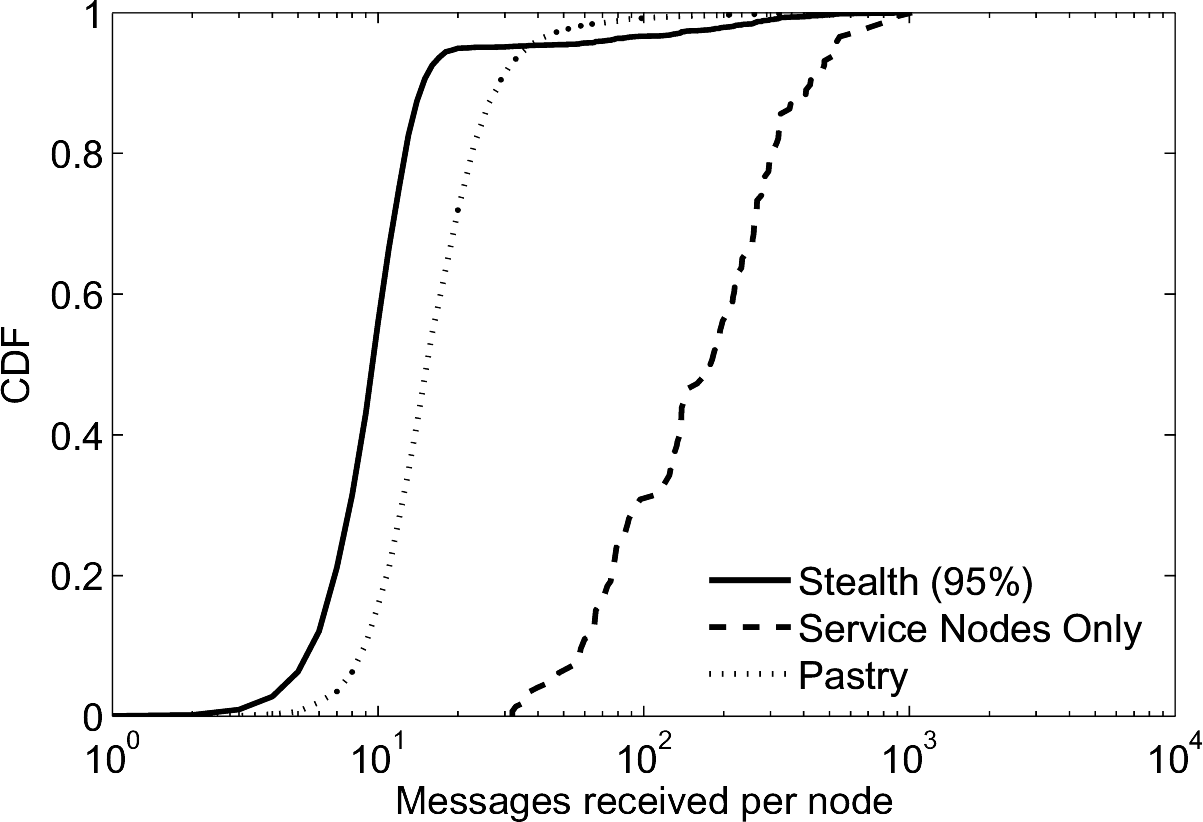 1
0.8
0.6
0.4
0.2
0
CDF
Stealth (95%)
Service Nodes Only
Pastry
10^0 10^1 10^2 10^3 10^4
Messages received per node